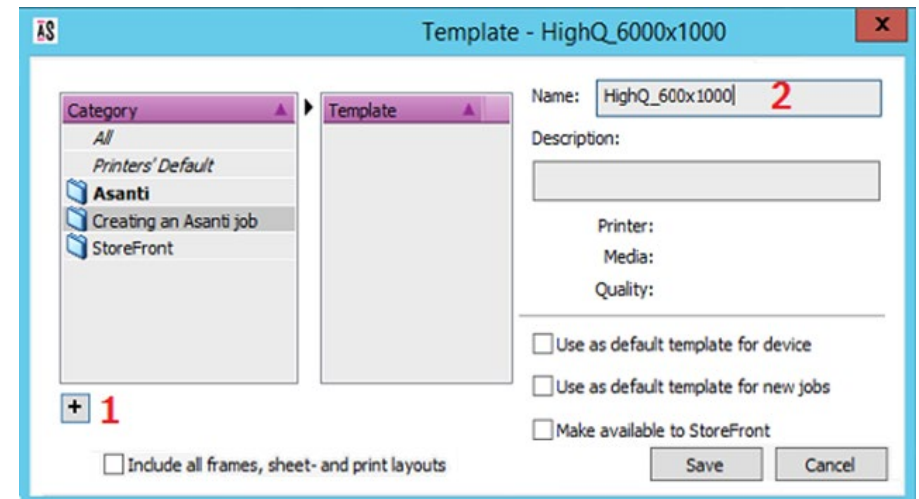 AS
Template - HighQ_6000x1000
x
Category
All
Printers' Default
Asanti
Creating an Asanti job
StoreFront
Template
Name: HighQ_600x1000 2
Description:
Printer:
Media:
Quality:
Use as default template for device
Use as default template for new jobs
Make available to StoreFront
+ 1
Include all frames, sheet- and print layouts
Save Cancel